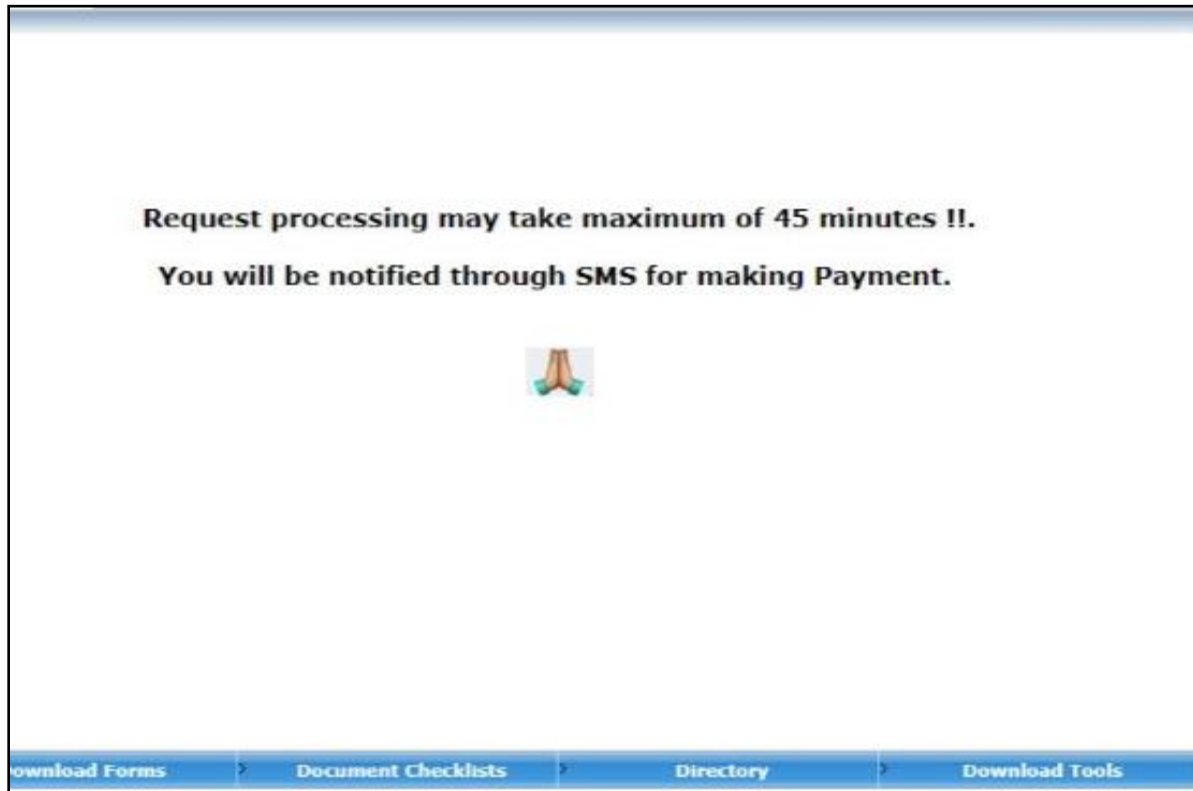 Request processing may take maximum of 45 minutes !!.
You will be notified through SMS for making Payment.
ownload Forms > Document Checklists > Directory > Download Tools